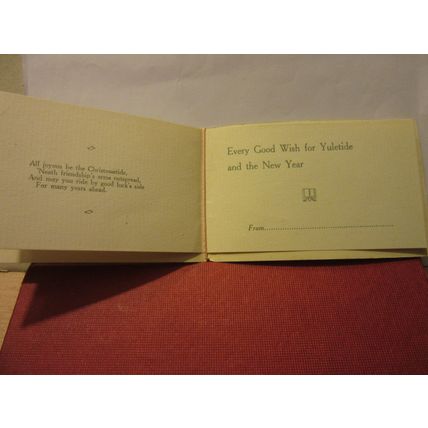 All joyous be the Christmastide,
'Neath friendship's arms outspread,
And may you ride by good luck's side
For many years ahead.
Every Good Wish for Yuletide
and the New Year
From